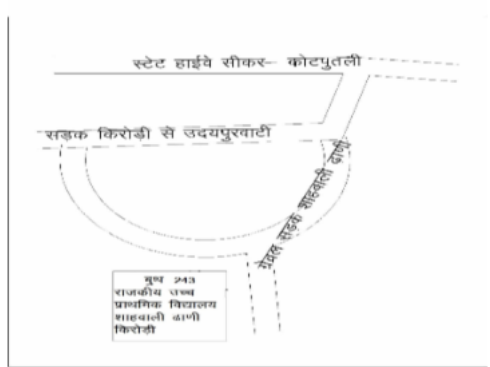 स्टेट हाईवे सीकर– कोटपुतली
सड़क किरोड़ी से उदयपुरवाटी
ग्रेवल सड़क शाहवाली ढाणी
बुथ 243
राजकीय उच्च
प्राथमिक विद्यालय
शाहवाली ढाणी
किरोड़ी